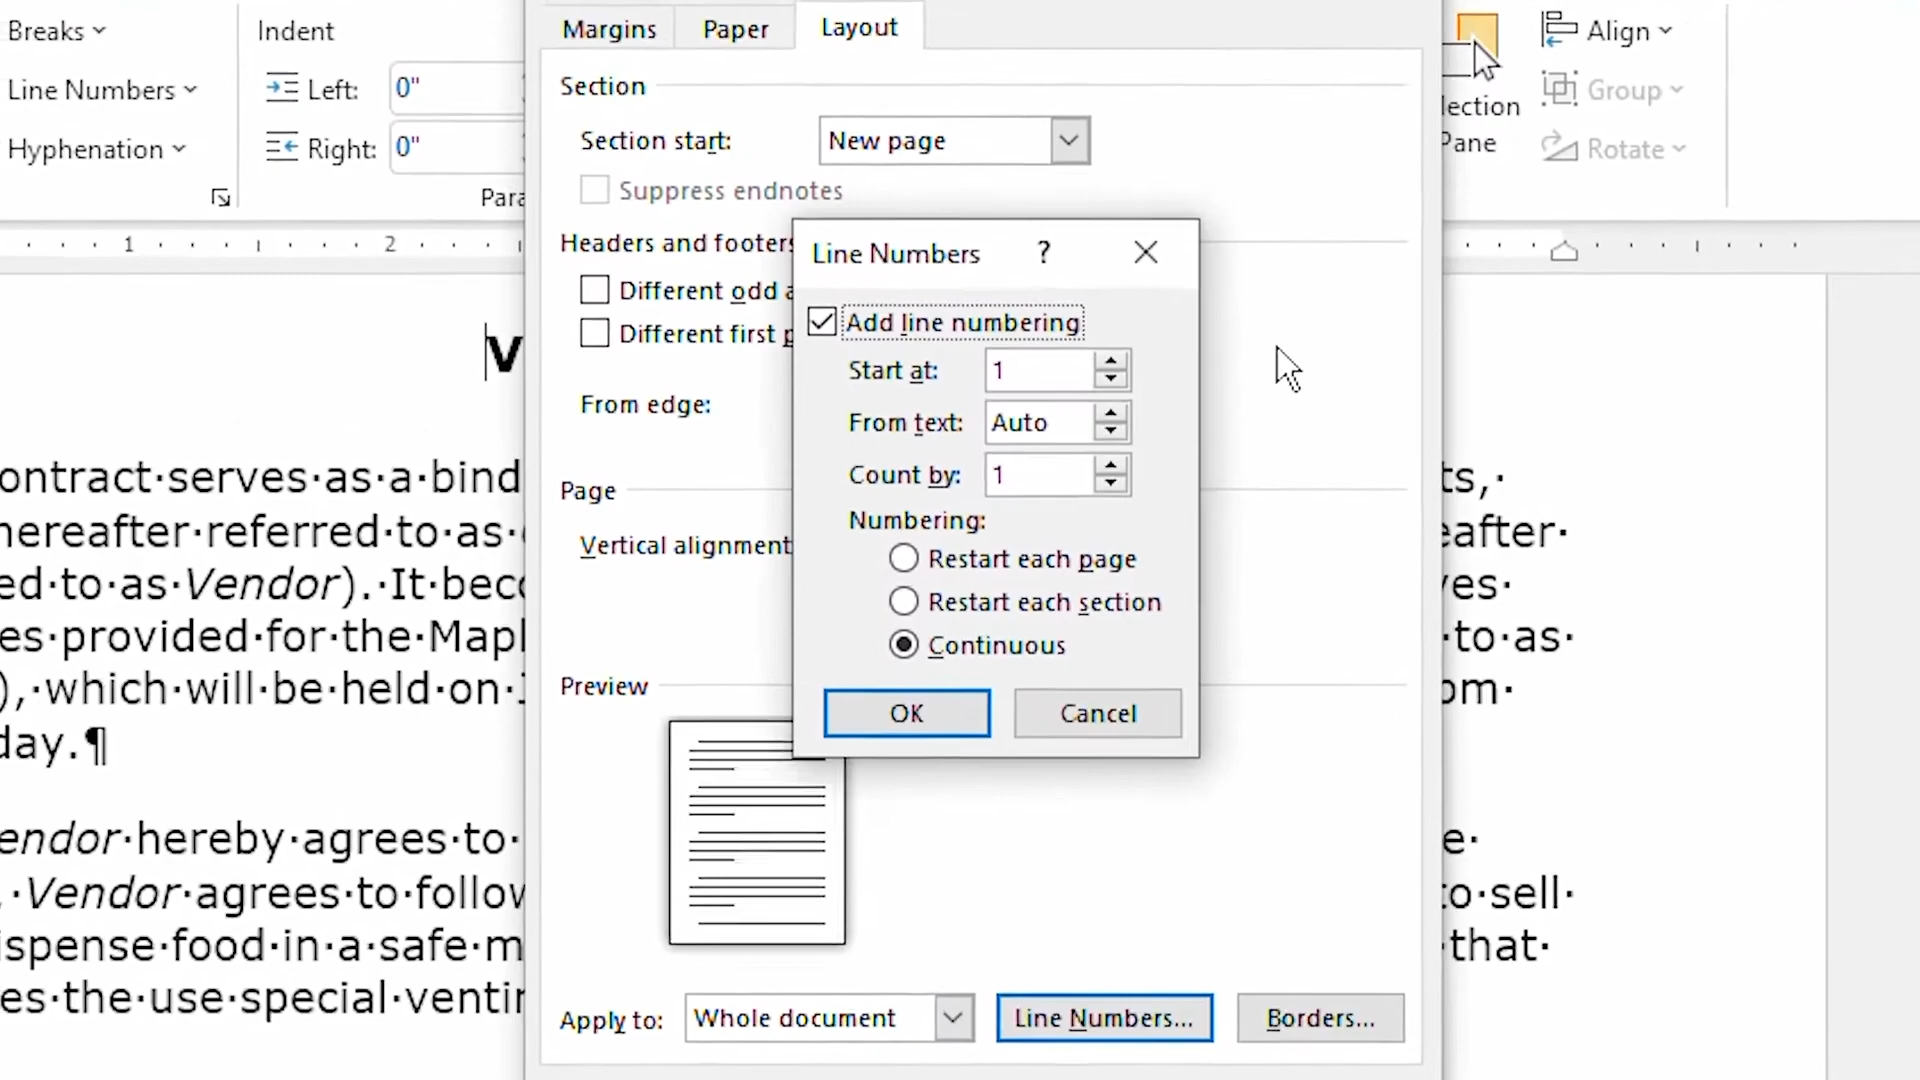 Breaks
Line Numbers
Hyphenation
Indent
Left: 0"
Right: 0"
Margins Paper Layout
Align
Group
Rotate
Pane
Section
Section start: New page
Suppress endnotes
Headers and footers
Different odd
Different first
From edge:
Page
Vertical alignment
Preview
Apply to: Whole document Line Numbers... Borders...
Line Numbers ? 
Add line numbering
Start at: 1
From text: Auto
Count by: 1
Numbering:
Restart each page
Restart each section
Continuous
OK Cancel
1 2
V
ontract·serves·as·a·bind ts,·
hereafter·referred·to·as· eafter·
ed·to·as·Vendor).·It·bec es·
es·provided·for·the·Mapl ·to·as·
),·which·will·be·held·on· om·
day.¶
endor·hereby·agrees·to· e·
·Vendor·agrees·to·follow to·sell·
ispense·food·in·a·safe·m ·that·
es·the·use·special·ventin